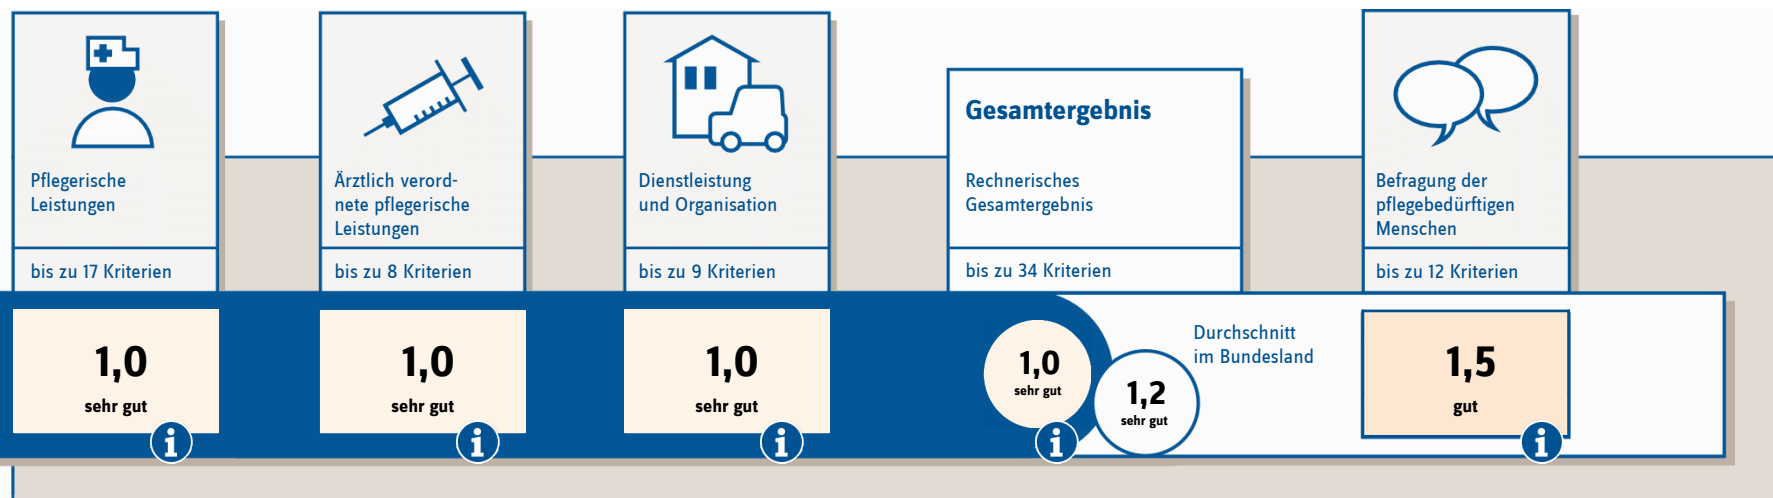 Pflegerische
Leistungen
bis zu 17 Kriterien
1,0
sehr gut
i
Ärztlich verord-
nete pflegerische
Leistungen
bis zu 8 Kriterien
1,0
sehr gut
i
Dienstleistung
und Organisation
bis zu 9 Kriterien
1,0
sehr gut
i
Gesamtergebnis
Rechnerisches
Gesamtergebnis
bis zu 34 Kriterien
1,0
sehr gut
i
Durchschnitt
im Bundesland
1,2
sehr gut
Befragung der
pflegebedürftigen
Menschen
bis zu 12 Kriterien
1,5
gut
i